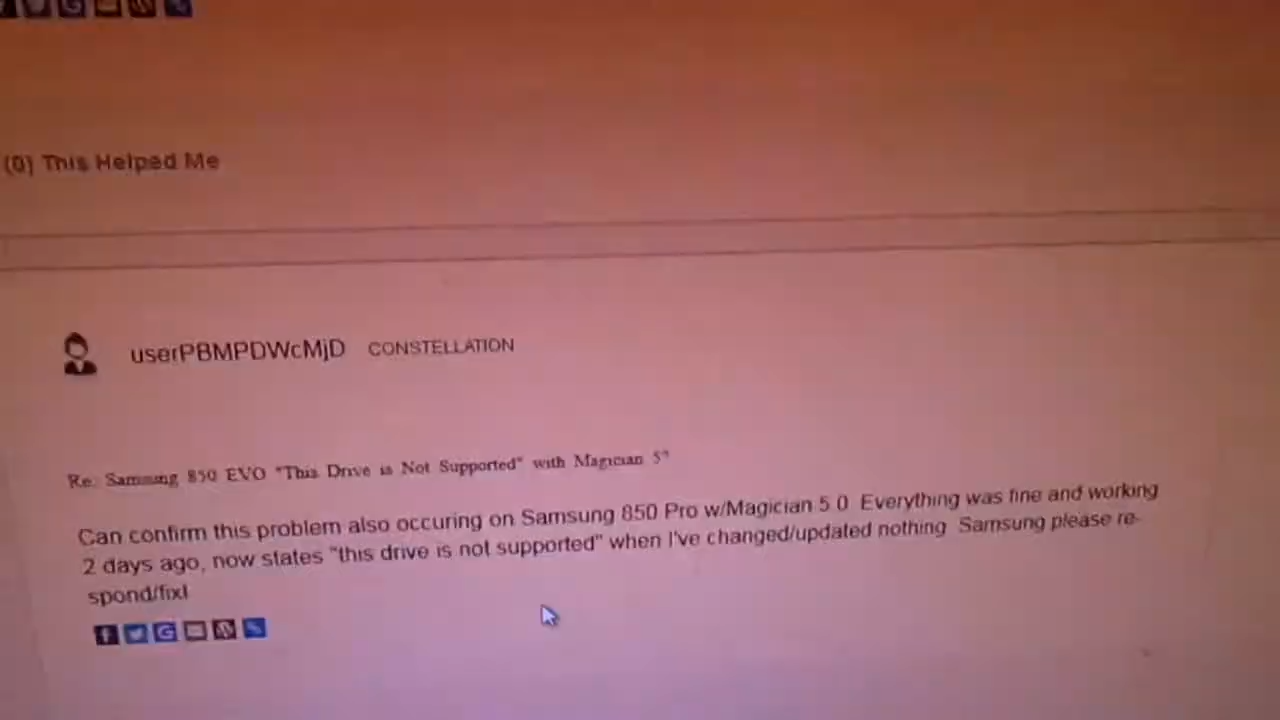 (0) This Helped Me
userPBMPDWcMjD CONSTELLATION
Re: Samsung 850 EVO "This Drive is Not Supported" with Magician 5"
Can confirm this problem also occuring on Samsung 850 Pro w/Magician 5 0 Everything was fine and working
2 days ago, now states "this drive is not supported" when I've changed/updated nothing Samsung please re-
spond/fix!